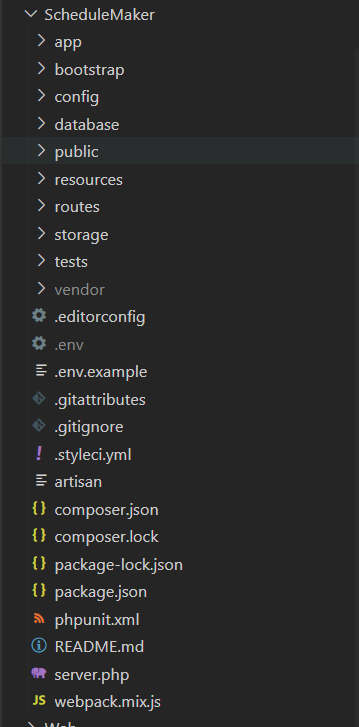 ScheduleMaker
app
bootstrap
config
database
public
resources
routes
storage
tests
vendor
.editorconfig
.env
.env.example
.gitattributes
.gitignore
.styleci.yml
artisan
composer.json
composer.lock
package-lock.json
package.json
phpunit.xml
README.md
server.php
JS webpack.mix.js